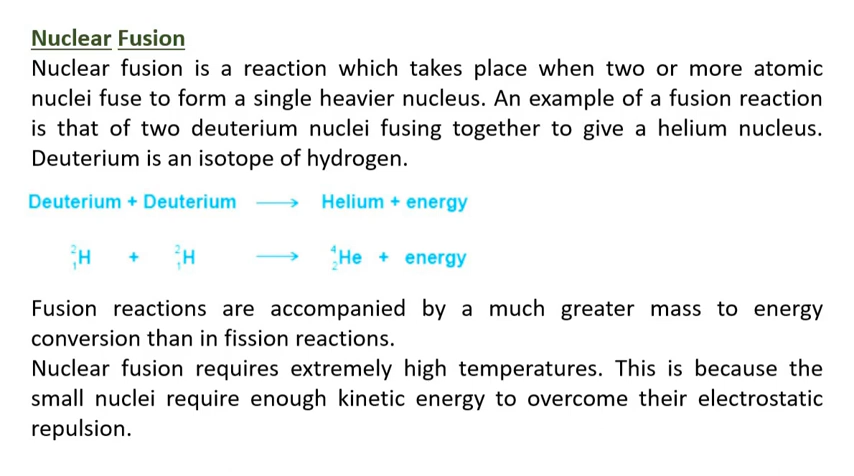 Nuclear Fusion
Nuclear fusion is a reaction which takes place when two or more atomic
nuclei fuse to form a single heavier nucleus. An example of a fusion reaction
is that of two deuterium nuclei fusing together to give a helium nucleus.
Deuterium is an isotope of hydrogen.
Deuterium + Deuterium ⟶ Helium + energy
²₁H + ²₁H ⟶ ⁴₂He + energy
Fusion reactions are accompanied by a much greater mass to energy
conversion than in fission reactions.
Nuclear fusion requires extremely high temperatures. This is because the
small nuclei require enough kinetic energy to overcome their electrostatic
repulsion.